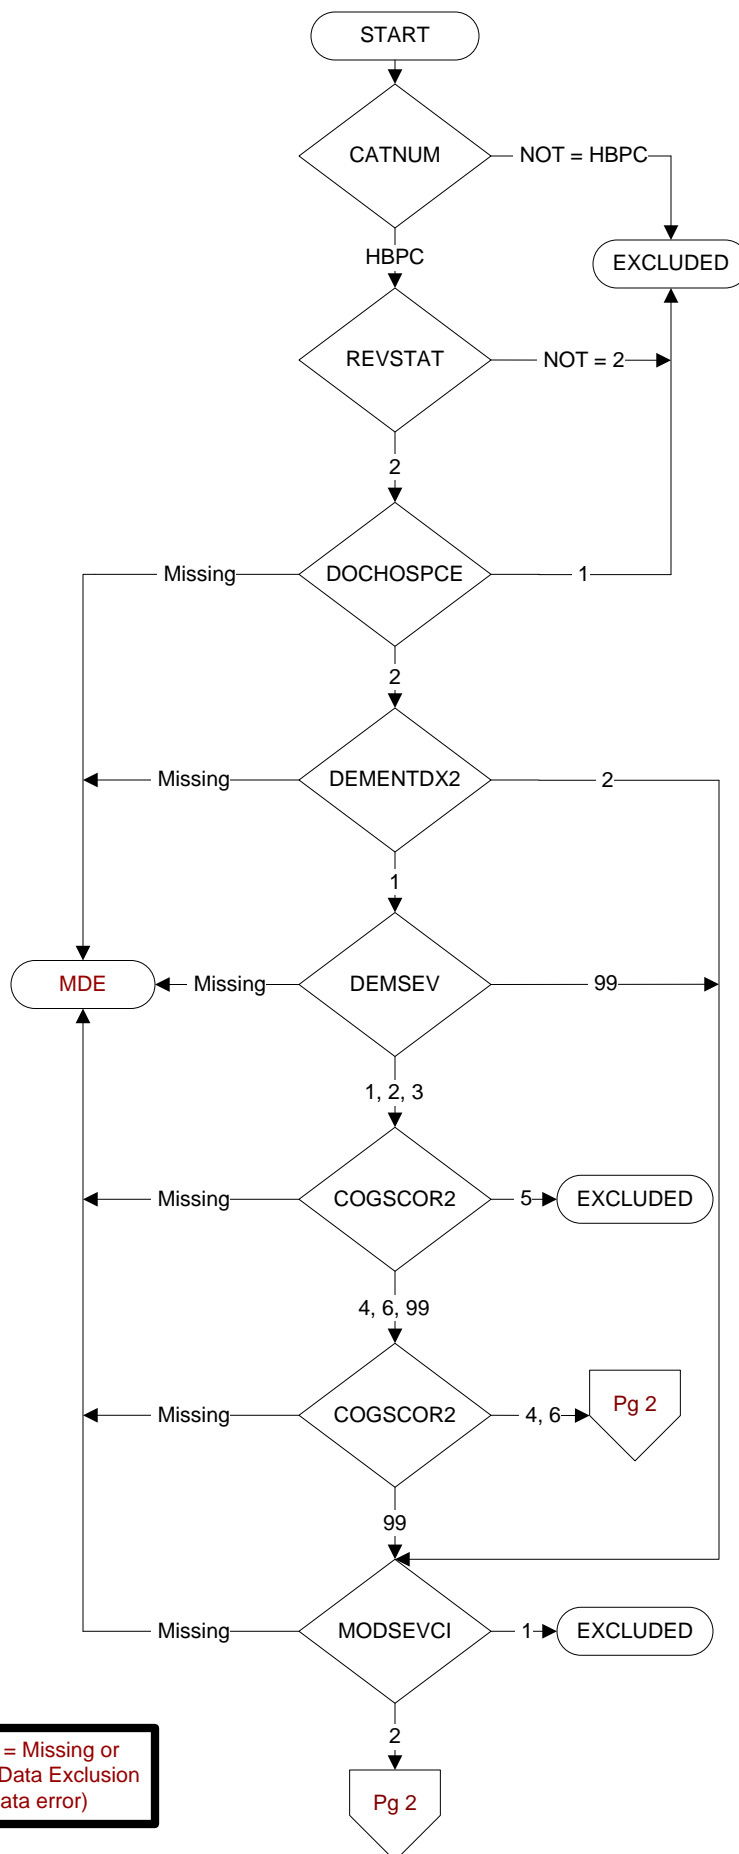 START
CATNUM
NOT = HBPC
EXCLUDED
HBPC
REVSTAT
NOT = 2
2
Missing
DOCHOSPCE
1
2
Missing
DEMENTDX2
2
1
MDE
Missing
DEMSEV
99
1, 2, 3
Missing
COGSCOR2
5
EXCLUDED
4, 6, 99
Missing
COGSCOR2
4, 6
Pg 2
99
Missing
MODSEVCI
1
EXCLUDED
2
= Missing or
Data Exclusion
ata error)
Pg 2